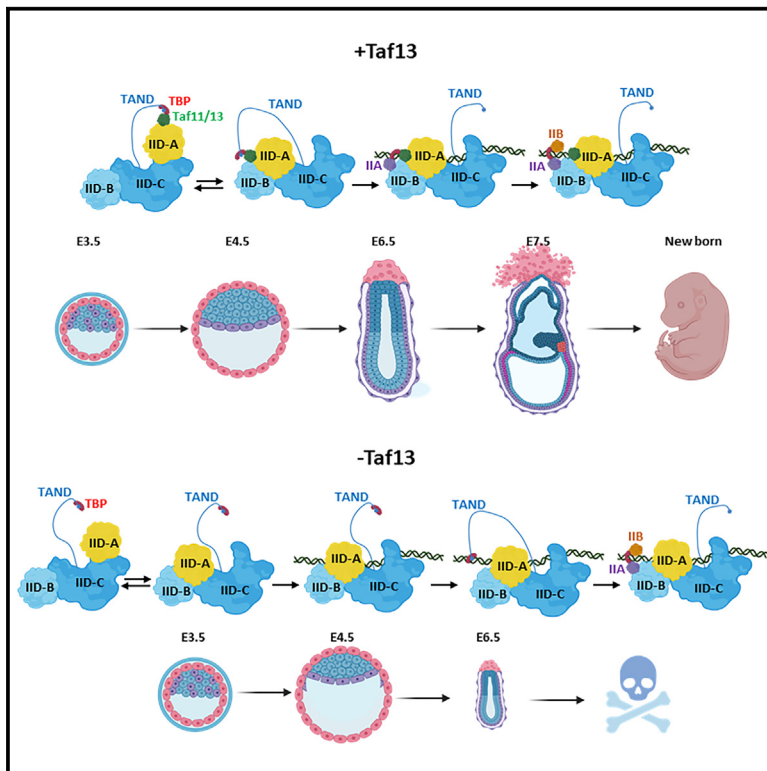 +Taf13
TAND TBP
Taf11/13
IID-A
IID-B IID-C
TAND
IID-A
IID-B IID-C
TAND
IID-A
IIA IID-B IID-C
TAND
IIB
IID-A
IIA IID-B IID-C
E3.5 E4.5 E6.5 E7.5 New born
-Taf13
TAND TBP
IID-A
IID-B IID-C
TAND
IID-A
IID-B IID-C
TAND
IID-A
IID-B IID-C
TAND
IID-A
IID-B IID-C
TAND
IIB
IID-A
IIA IID-B IID-C
E3.5 E4.5 E6.5